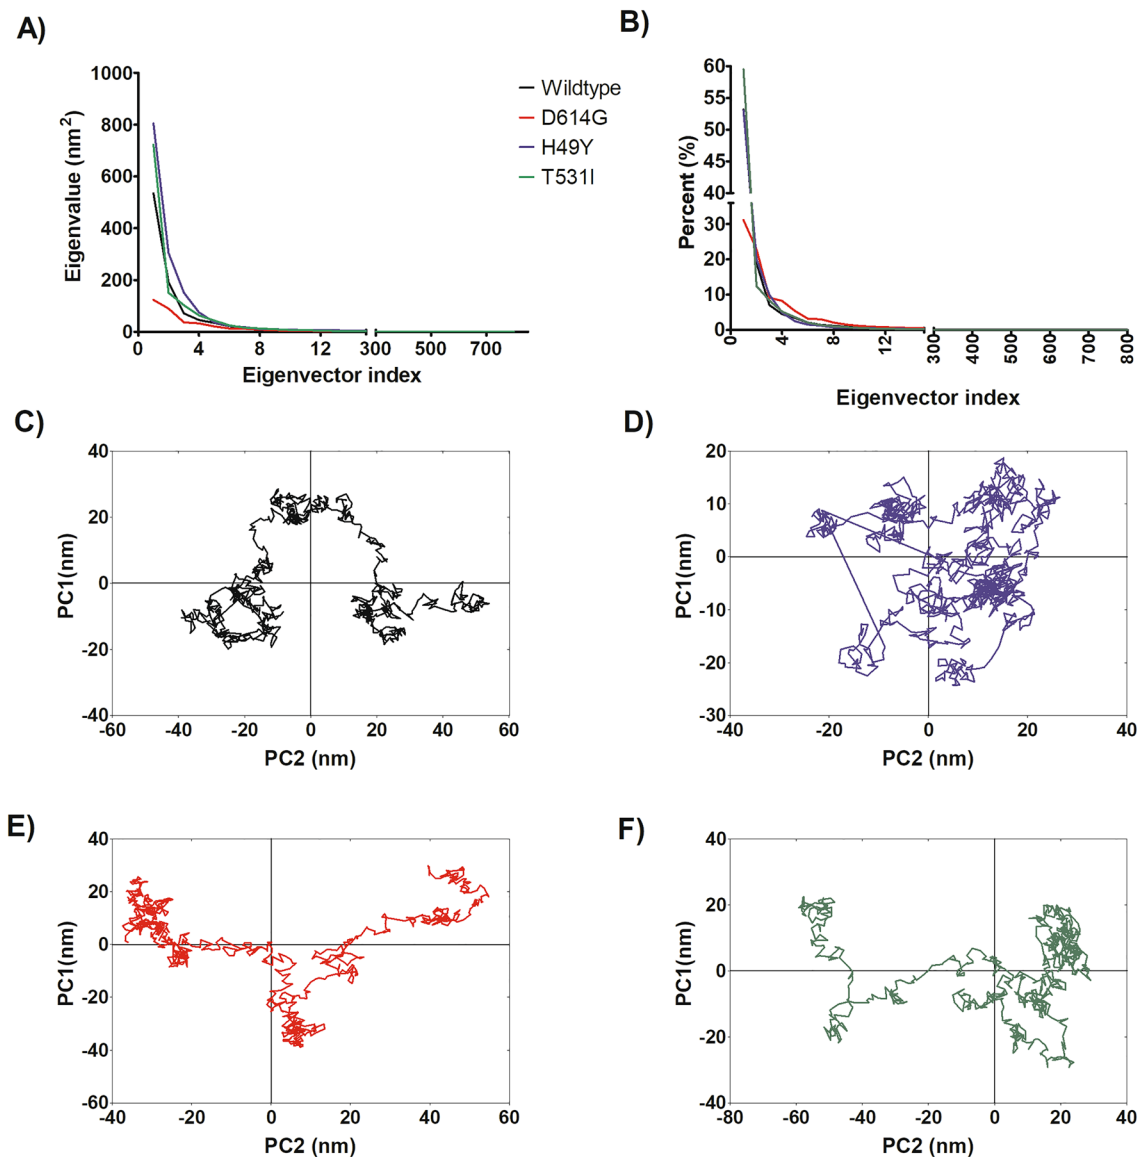 A)
Eigenvalue (nm2)
1000
800
600
400
200
0
0 4 8 12 300 500 700
Eigenvector index
Wildtype
D614G
H49Y
T531I
B)
Percent (%)
60
55
50
45
40
30
20
10
0
0 4 8 12 300 400 500 600 700 800
Eigenvector index
C)
PC1(nm)
40
20
0
-20
-40
-60 -40 -20 0 20 40 60
PC2 (nm)
D)
PC1(nm)
20
10
0
-10
-20
-30
-40 -20 0 20 40
PC2 (nm)
E)
PC1(nm)
40
20
0
-20
-40
-60
-40 -20 0 20 40 60
PC2 (nm)
F)
PC1(nm)
40
20
0
-20
-40
-80 -60 -40 -20 0 20 40
PC2 (nm)